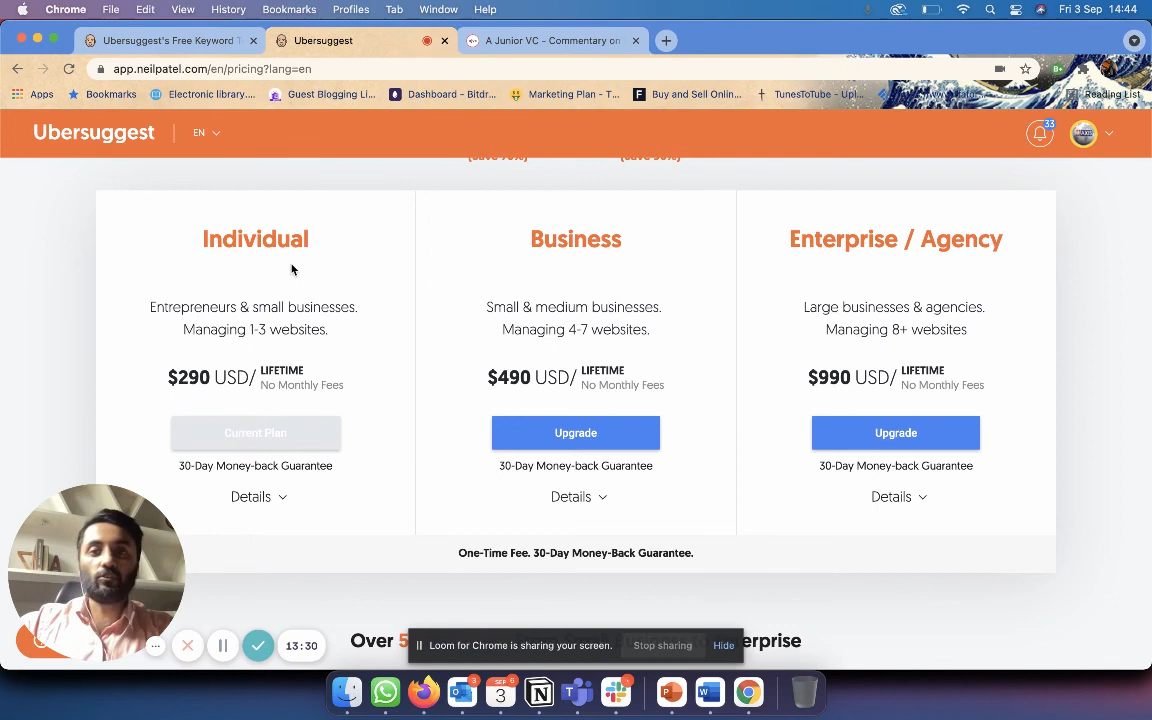 Chrome File Edit View History Bookmarks Profiles Tab Window Help
Fri 3 Sep 14:44
Ubersuggest's Free Keyword T
Ubersuggest
A Junior VC - Commentary on
app.neilpatel.com/en/pricing?lang=en
Apps Bookmarks Electronic library.... Guest Blogging Li... Dashboard - Bitdr... Marketing Plan - T... Buy and Sell Onlin... TunesToTube - Upl... Reading List
Ubersuggest EN
33
Individual
Business
Enterprise / Agency
Entrepreneurs & small businesses.
Managing 1-3 websites.
Small & medium businesses.
Managing 4-7 websites.
Large businesses & agencies.
Managing 8+ websites
$290 USD/ LIFETIME
No Monthly Fees
$490 USD/ LIFETIME
No Monthly Fees
$990 USD/ LIFETIME
No Monthly Fees
Current Plan
Upgrade
Upgrade
30-Day Money-back Guarantee
30-Day Money-back Guarantee
30-Day Money-back Guarantee
Details
Details
Details
One-Time Fee. 30-Day Money-Back Guarantee.
13:30
Over 5
erprise
Loom for Chrome is sharing your screen. Stop sharing Hide
3
SEP 6
3